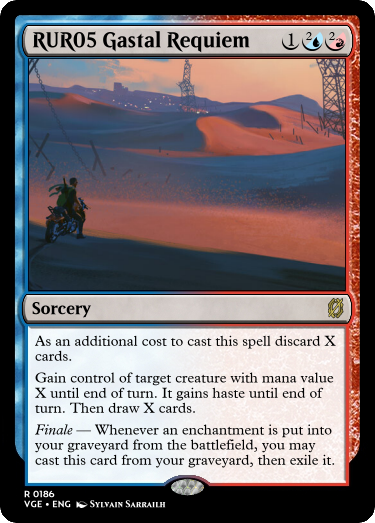 RUR05 Gastal Requiem 1 2 2
Sorcery
As an additional cost to cast this spell discard X
cards.
Gain control of target creature with mana value
X until end of turn. It gains haste until end of
turn. Then draw X cards.
Finale — Whenever an enchantment is put into
your graveyard from the battlefield, you may
cast this card from your graveyard, then exile it.
R 0186
VGE • ENG Sylvain Sarrailh